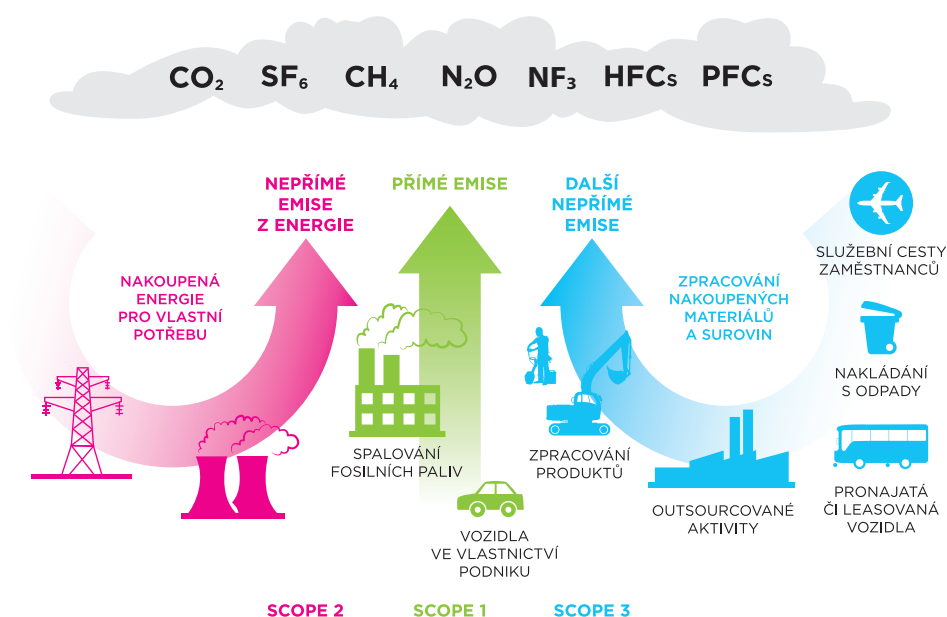 CO₂ SF₆ CH₄ N₂O NF₃ HFCs PFCs
NEPŘÍMÉ
EMISE
Z ENERGIE
PŘÍMÉ EMISE
DALŠÍ
NEPŘÍMÉ
EMISE
NAKOUPENÁ
ENERGIE
PRO VLASTNÍ
POTŘEBU
SPALOVÁNÍ
FOSILNÍCH PALIV
VOZIDLA
VE VLASTNICTVÍ
PODNIKU
ZPRACOVÁNÍ
NAKOUPENÝCH
MATERIÁLŮ
A SUROVIN
ZPRACOVÁNÍ
PRODUKTŮ
OUTSOURCOVANÉ
AKTIVITY
SLUŽEBNÍ CESTY
ZAMĚSTNANCŮ
NAKLÁDÁNÍ
S ODPADY
PRONAJATÁ
ČI LEASOVANÁ
VOZIDLA
SCOPE 2
SCOPE 1
SCOPE 3